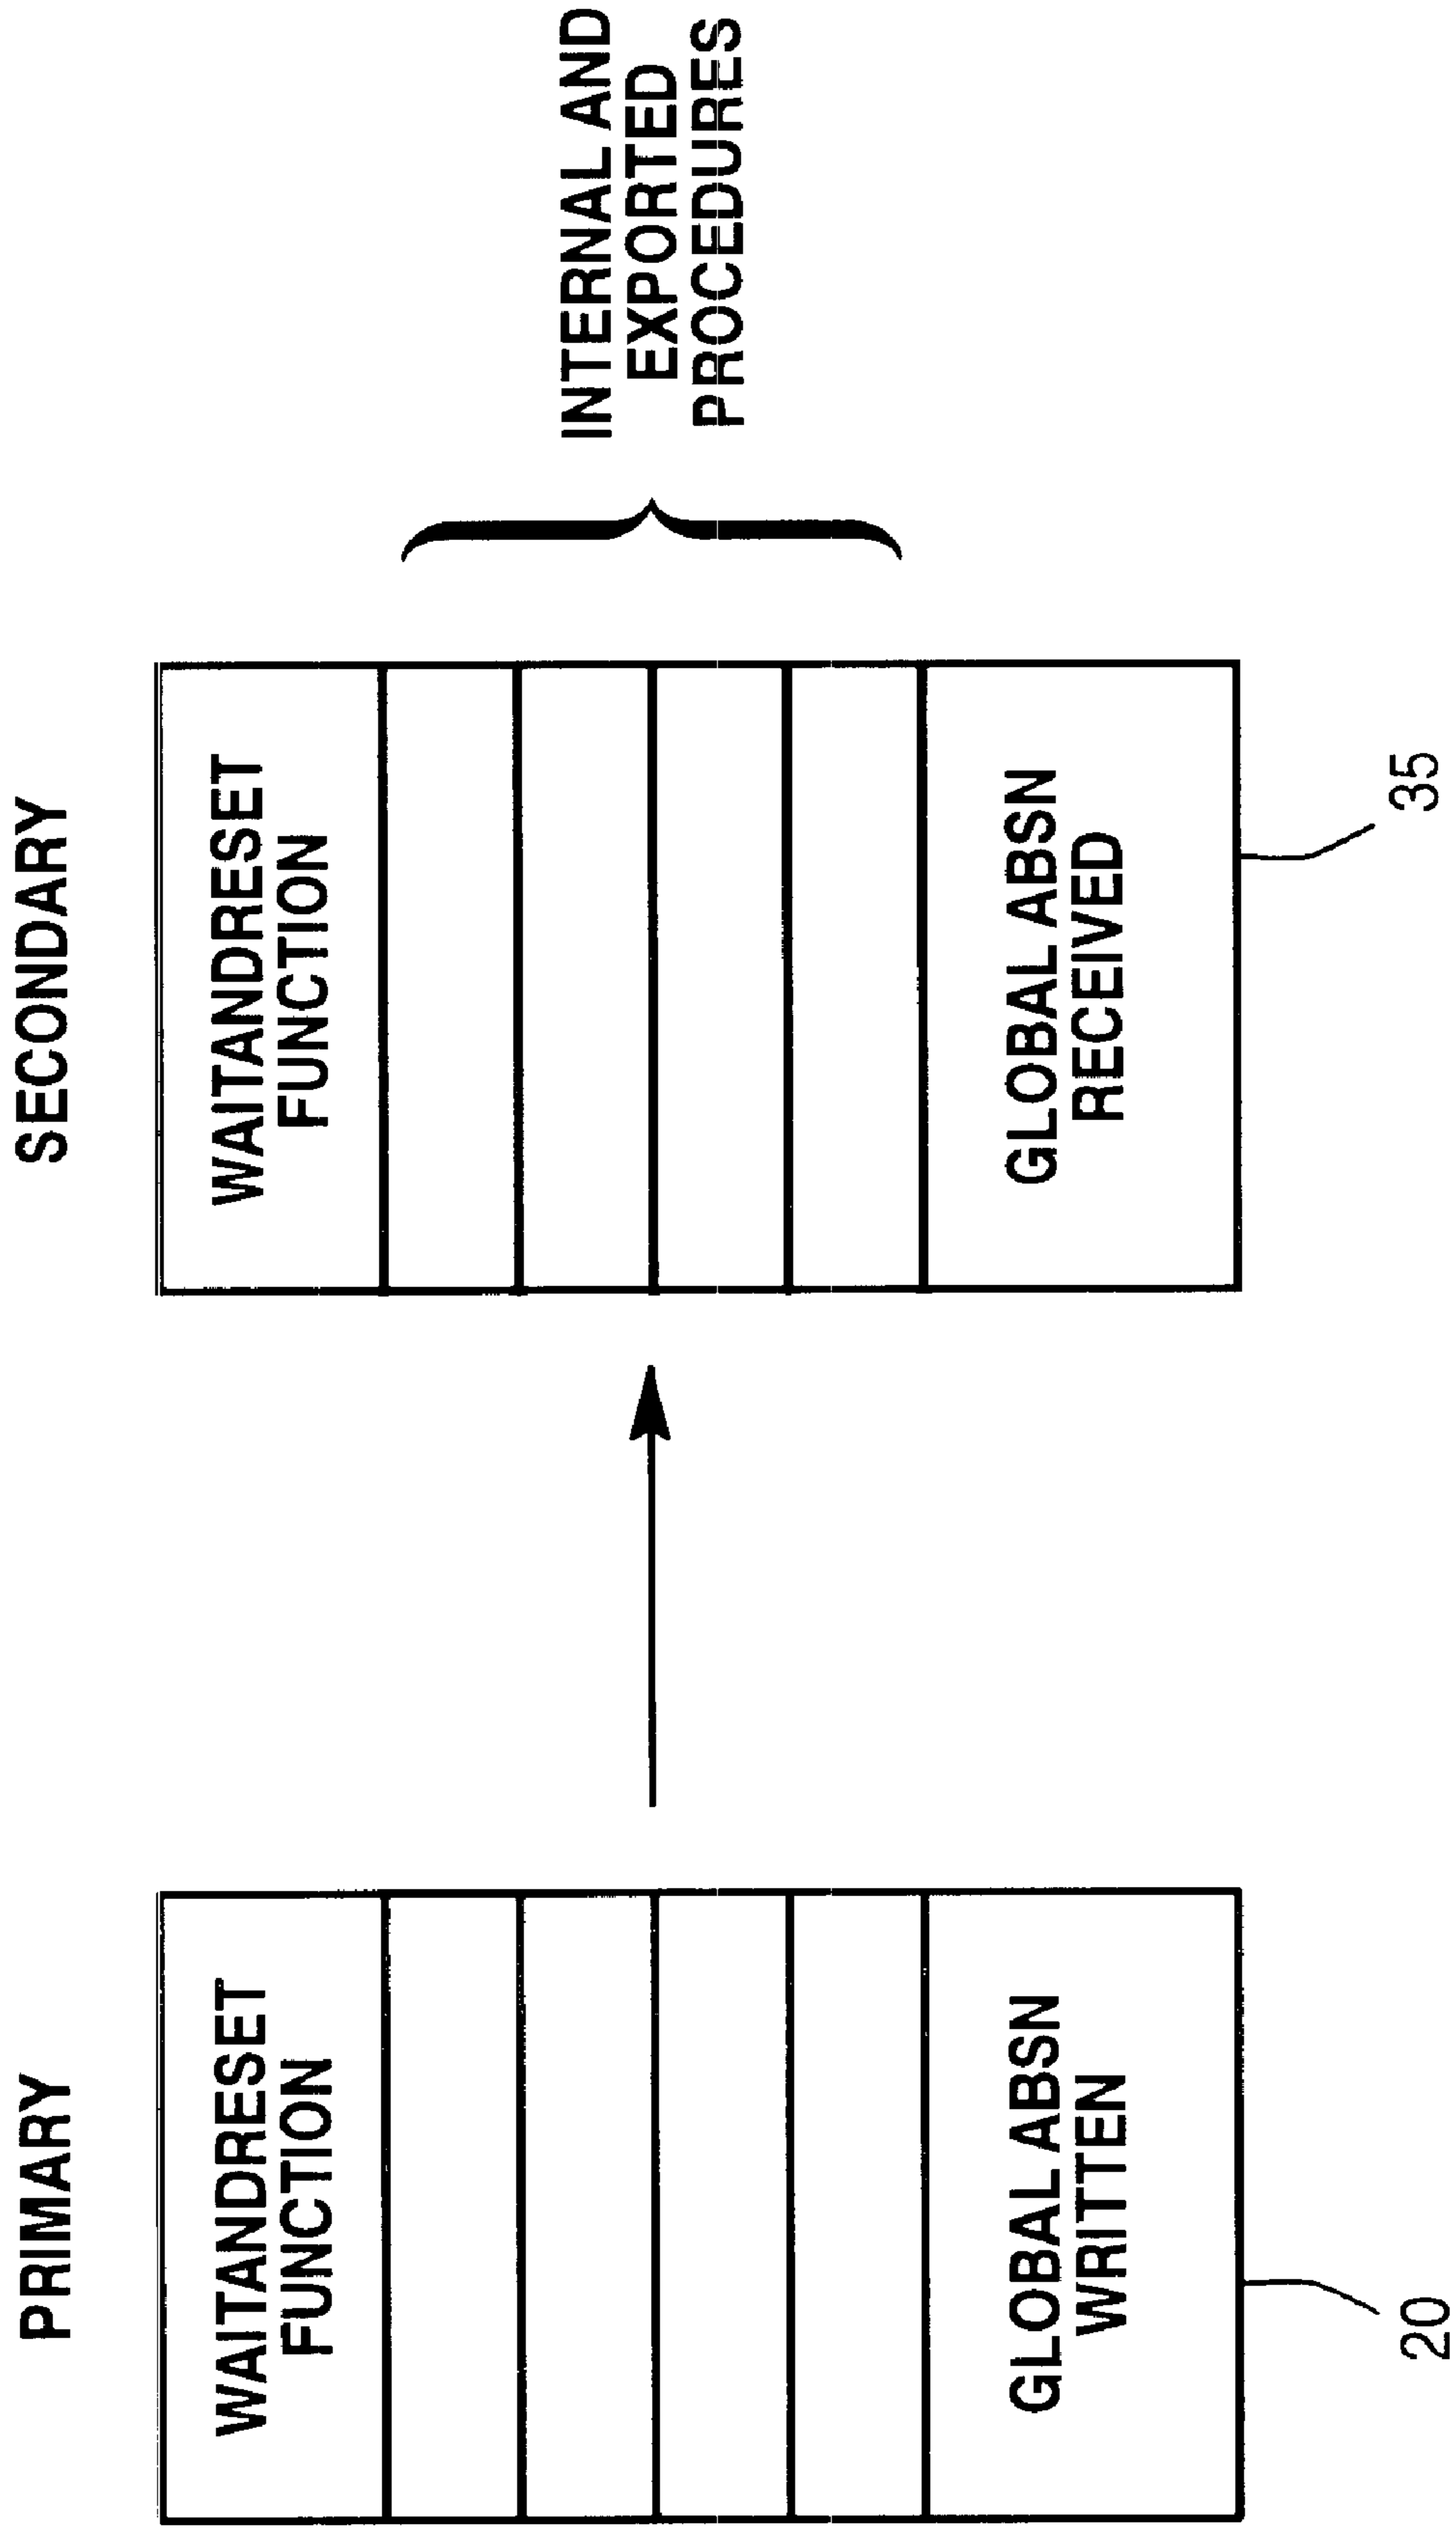 PRIMARY
WAITANDRESET
FUNCTION
GLOBAL ABSN
WRITTEN
20
SECONDARY
WAITANDRESET
FUNCTION
GLOBAL ABSN
RECEIVED
35
INTERNAL AND
EXPORTED
PROCEDURES